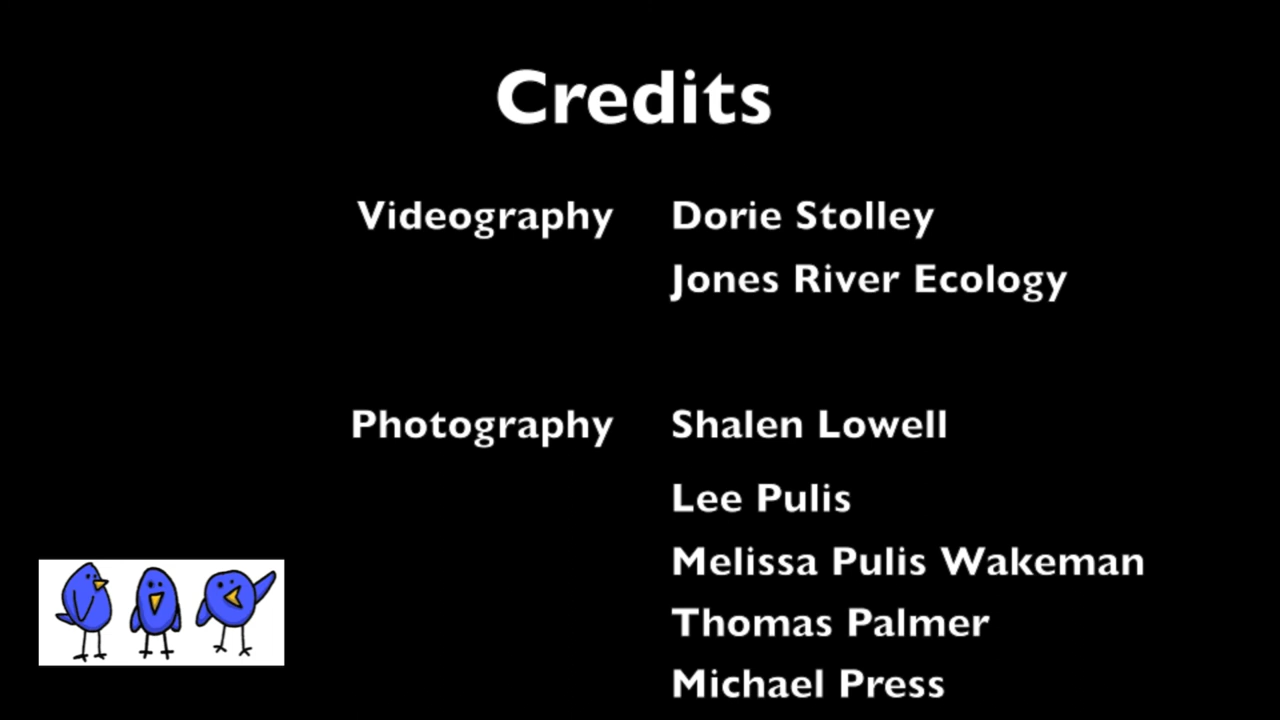 Credits
Videography Dorie Stolley
Jones River Ecology
Photography Shalen Lowell
Lee Pulis
Melissa Pulis Wakeman
Thomas Palmer
Michael Press